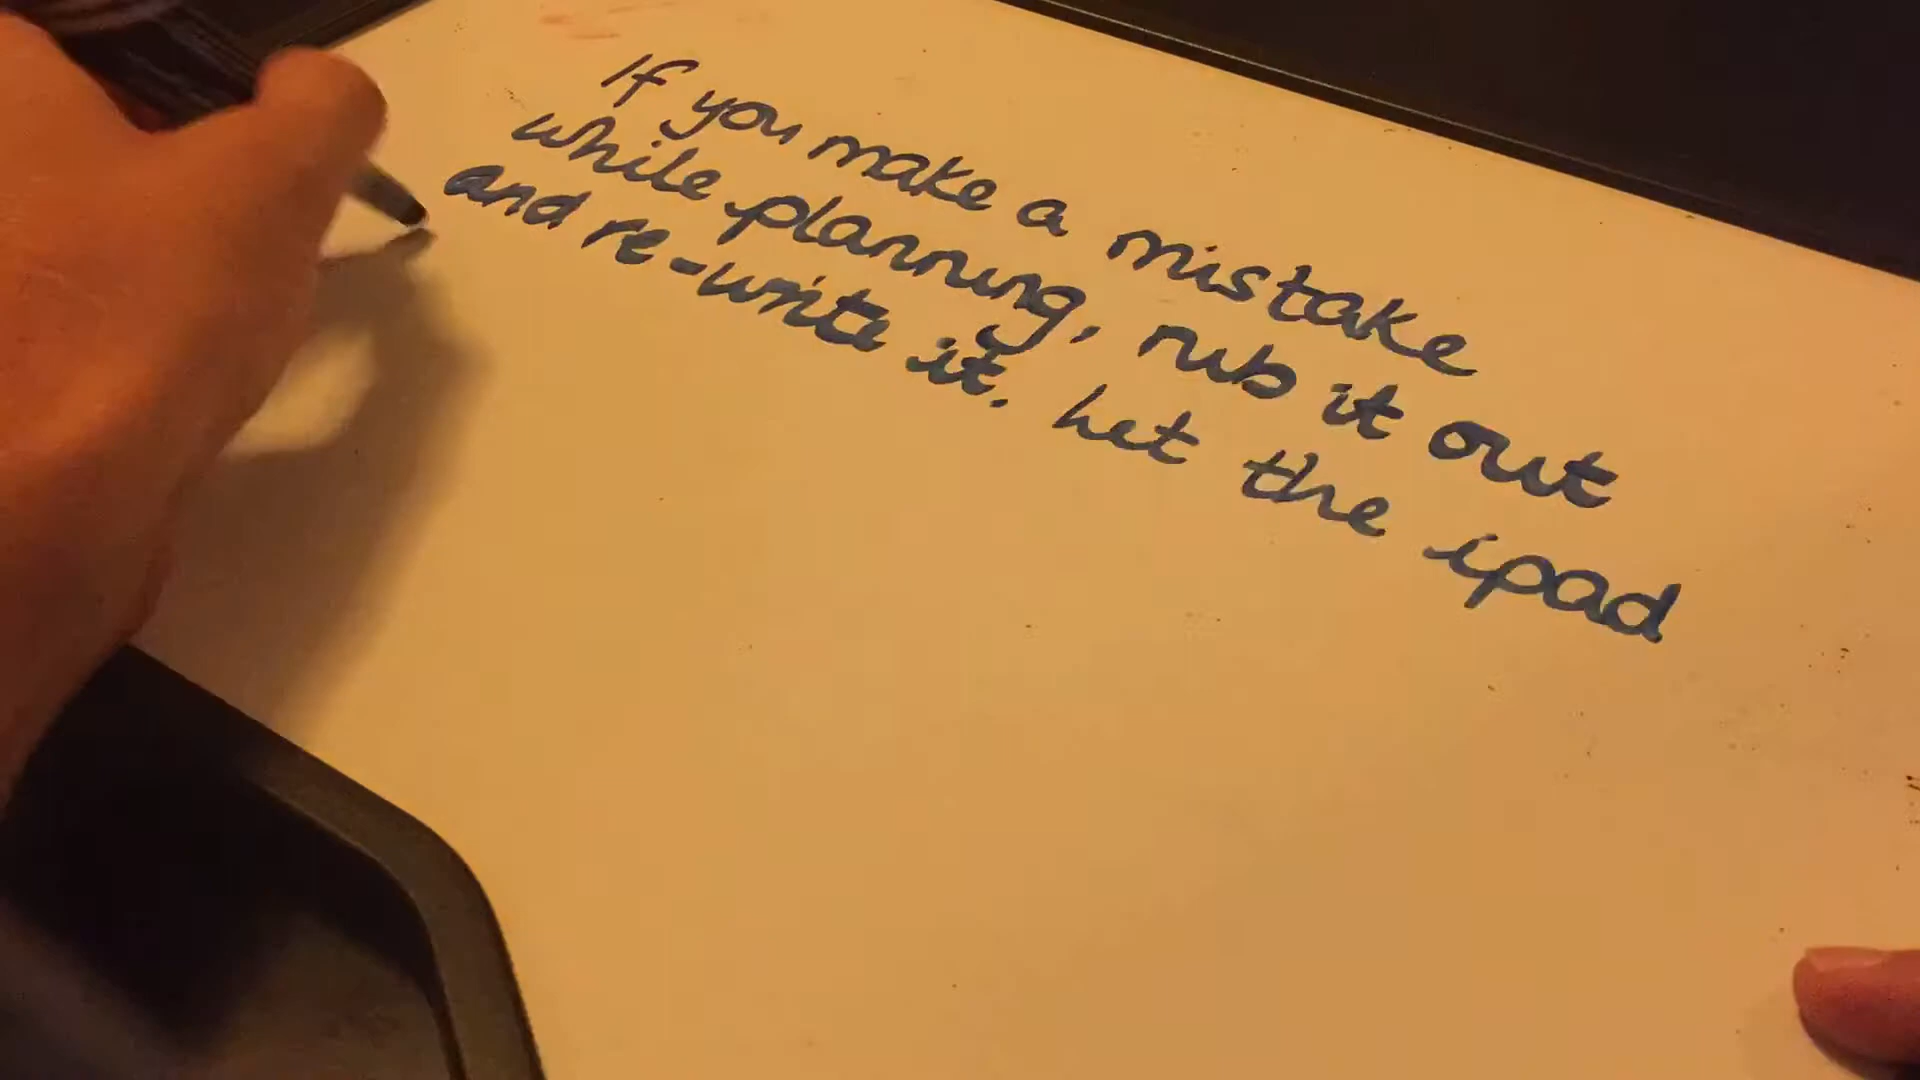 If you make a mistake
while planning, rub it out
and re-write it. Let the ipad